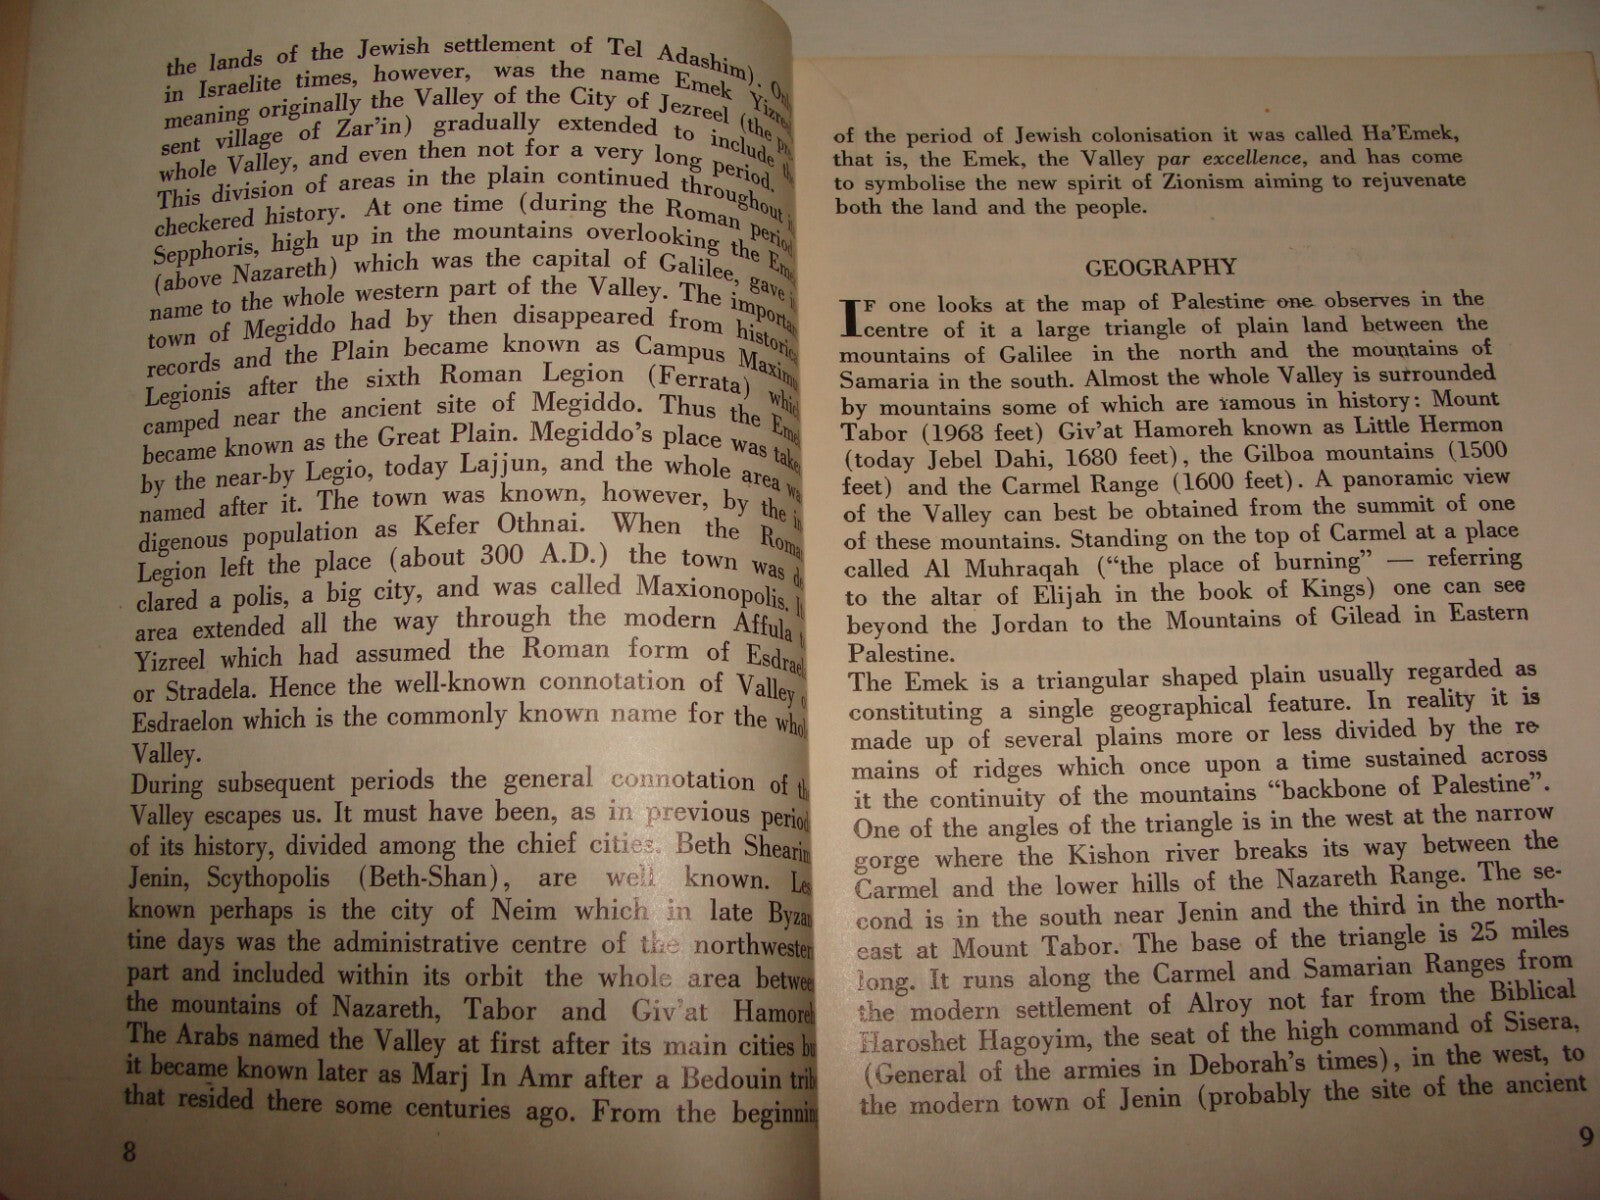 the lands of the Jewish settlement of Tel Adashim). Only
in Israelite times, however, was the name Emek Yizreel
meaning originally the Valley of the City of Jezreel (the pre
sent village of Zar'in) gradually extended to include the
whole Valley, and even then not for a very long period.
This division of areas in the plain continued throughout
checkered history. At one time (during the Roman period
Sepphoris, high up in the mountains overlooking the Emek
(above Nazareth) which was the capital of Galilee, gave
name to the whole western part of the Valley. The important
town of Megiddo had by then disappeared from historical
records and the Plain became known as Campus Maximu
Legionis after the sixth Roman Legion (Ferrata) which
camped near the ancient site of Megiddo. Thus the Emek
became known as the Great Plain. Megiddo's place was taken
by the near-by Legio, today Lajjun, and the whole area wa
named after it. The town was known, however, by the in
digenous population as Kefer Othnai. When the Roma
Legion left the place (about 300 A.D.) the town was de
clared a polis, a big city, and was called Maxionopolis. It
area extended all the way through the modern Affula t
Yizreel which had assumed the Roman form of Esdrael
or Stradela. Hence the well-known connotation of Valley o
Esdraelon which is the commonly known name for the whol
Valley.
During subsequent periods the general connotation of th
Valley escapes us. It must have been, as in previous period
of its history, divided among the chief cities. Beth Shearim
Jenin, Scythopolis (Beth-Shan), are well known. Les
known perhaps is the city of Neim which in late Byzan
tine days was the administrative centre of the northwestern
part and included within its orbit the whole area between
the mountains of Nazareth, Tabor and Giv'at Hamoreh
The Arabs named the Valley at first after its main cities bu
it became known later as Marj In Amr after a Bedouin trib
that resided there some centuries ago. From the beginning
8
of the period of Jewish colonisation it was called Ha'Emek,
that is, the Emek, the Valley par excellence, and has come
to symbolise the new spirit of Zionism aiming to rejuvenate
both the land and the people.
GEOGRAPHY
IF one looks at the map of Palestine one observes in the
centre of it a large triangle of plain land between the
mountains of Galilee in the north and the mountains of
Samaria in the south. Almost the whole Valley is surrounded
by mountains some of which are famous in history: Mount
Tabor (1968 feet) Giv'at Hamoreh known as Little Hermon
(today Jebel Dahi, 1680 feet), the Gilboa mountains (1500
feet) and the Carmel Range (1600 feet). A panoramic view
of the Valley can best be obtained from the summit of one
of these mountains. Standing on the top of Carmel at a place
called Al Muhraqah ("the place of burning" — referring
to the altar of Elijah in the book of Kings) one can see
beyond the Jordan to the Mountains of Gilead in Eastern
Palestine.
The Emek is a triangular shaped plain usually regarded as
constituting a single geographical feature. In reality it is
made up of several plains more or less divided by the re-
mains of ridges which once upon a time sustained across
it the continuity of the mountains "backbone of Palestine".
One of the angles of the triangle is in the west at the narrow
gorge where the Kishon river breaks its way between the
Carmel and the lower hills of the Nazareth Range. The se-
cond is in the south near Jenin and the third in the north-
east at Mount Tabor. The base of the triangle is 25 miles
long. It runs along the Carmel and Samarian Ranges from
the modern settlement of Alroy not far from the Biblical
Haroshet Hagoyim, the seat of the high command of Sisera,
(General of the armies in Deborah's times), in the west, to
the modern town of Jenin (probably the site of the ancient
9